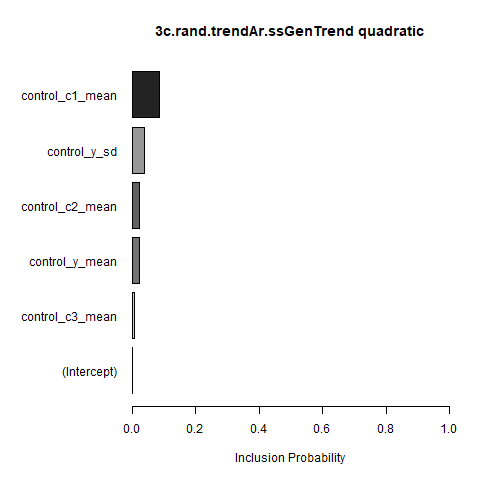 3c.rand.trendAr.ssGenTrend quadratic
control_c1_mean
control_y_sd
control_c2_mean
control_y_mean
control_c3_mean
(Intercept)
0.0 0.2 0.4 0.6 0.8 1.0
Inclusion Probability